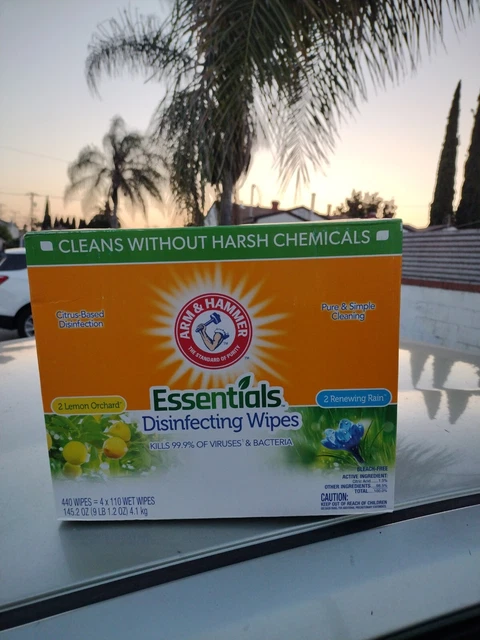 CLEANS WITHOUT HARSH CHEMICALS
Citrus-Based
Disinfection
ARM & HAMMER
THE STANDARD OF PURITY
Pure & Simple
Cleaning
2 Lemon Orchard
Essentials
2 Renewing Rain
Disinfecting Wipes
KILLS 99.9% OF VIRUSES & BACTERIA
440 WIPES = 4 x 110 WET WIPES
145.2 OZ (9 LB 1.2 OZ) 4.1 kg
BLEACH-FREE
ACTIVE INGREDIENT:
OTHER INGREDIENTS
TOTAL
CAUTION:
KEEP OUT OF REACH OF CHILDREN